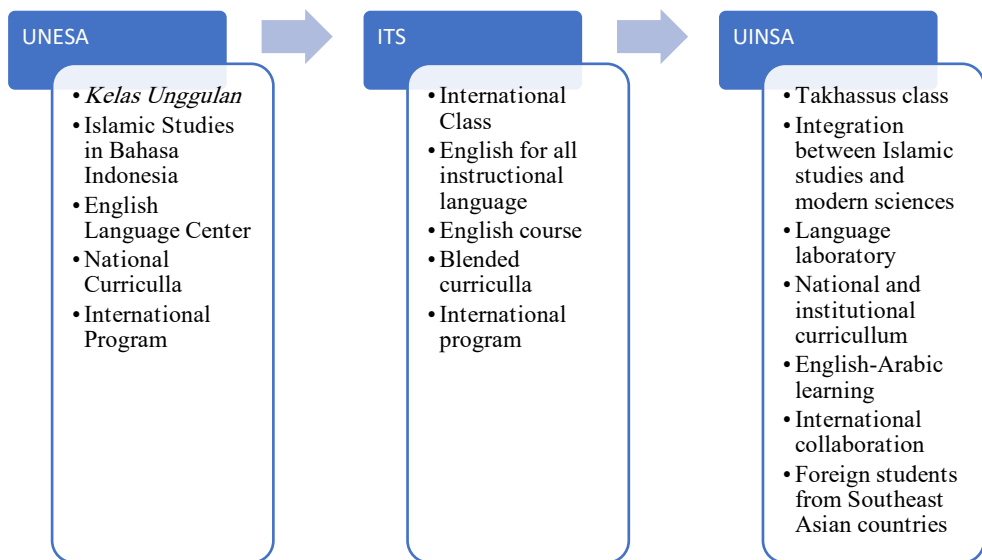 UNESA
• Kelas Unggulan
• Islamic Studies
in Bahasa
Indonesia
• English
Language Center
• National
Curriculla
• International
Program
ITS
• International
Class
• English for all
instructional
language
• English course
• Blended
curriculla
• International
program
UINSA
• Takhassus class
• Integration
between Islamic
studies and
modern sciences
• Language
laboratory
• National and
institutional
curricullum
• English-Arabic
learning
• International
collaboration
• Foreign students
from Southeast
Asian countries